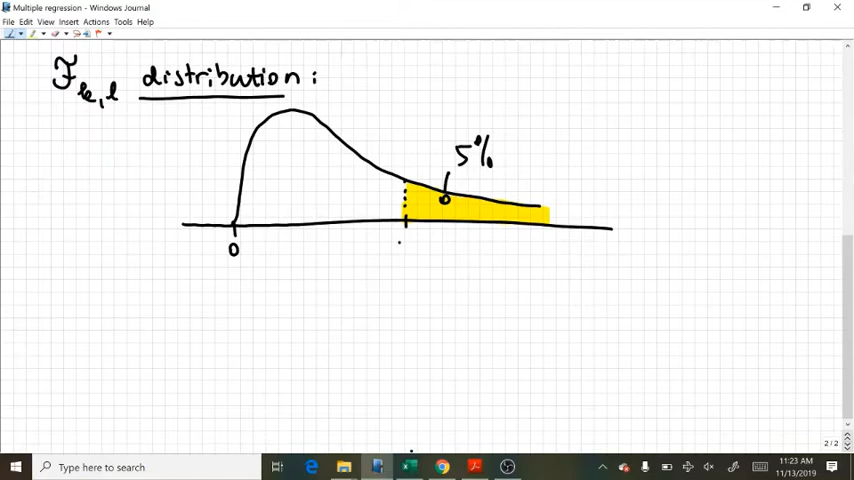 Multiple regression - Windows Journal
File Edit View Insert Actions Tools Help
F k,l distribution:
5%
0
2/2
Type here to search
11:23 AM
11/13/2019